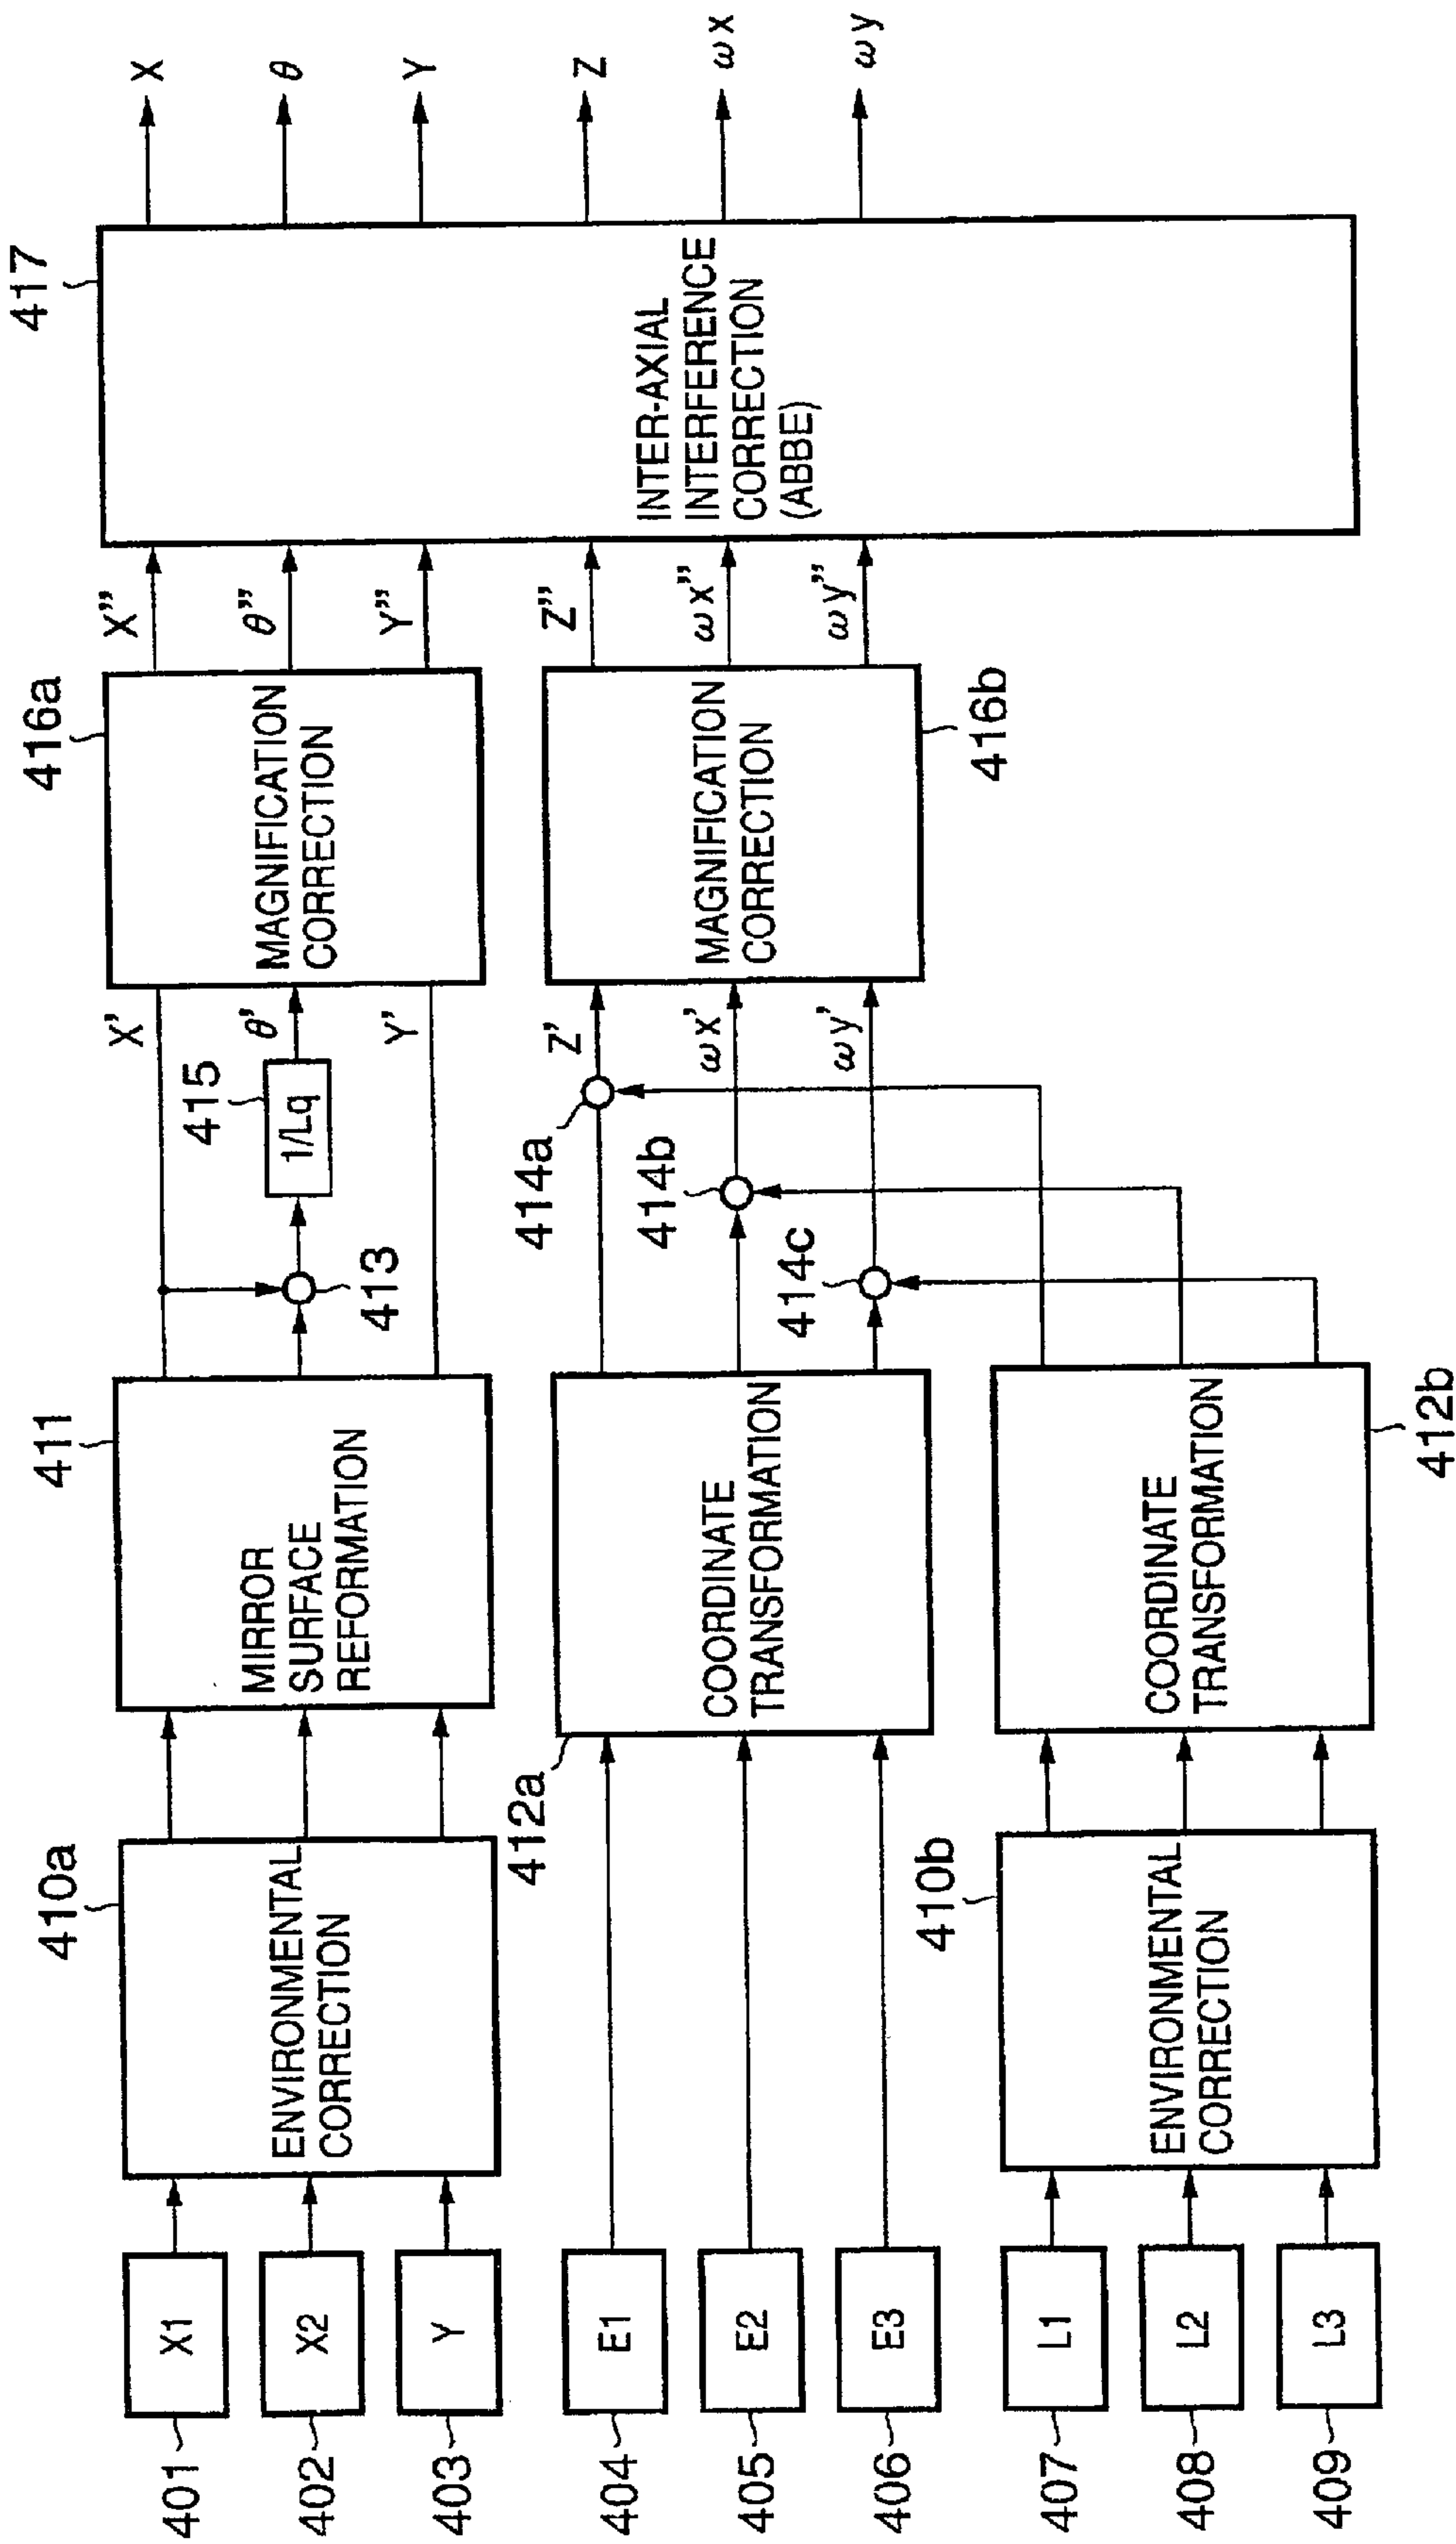 401
X1
402
X2
403
Y
404
E1
405
E2
406
E3
407
L1
408
L2
409
L3
410a
ENVIRONMENTAL
CORRECTION
410b
ENVIRONMENTAL
CORRECTION
411
MIRROR
SURFACE
REFORMATION
412a
COORDINATE
TRANSFORMATION
412b
COORDINATE
TRANSFORMATION
413
414a
414b
414c
415
1/Lq
X'
θ'
Y'
Z'
ωx'
ωy'
416a
MAGNIFICATION
CORRECTION
416b
MAGNIFICATION
CORRECTION
X"
θ"
Y"
Z"
ωx"
ωy"
417
INTER-AXIAL
INTERFERENCE
CORRECTION
(ABBE)
X
θ
Y
Z
ωx
ωy